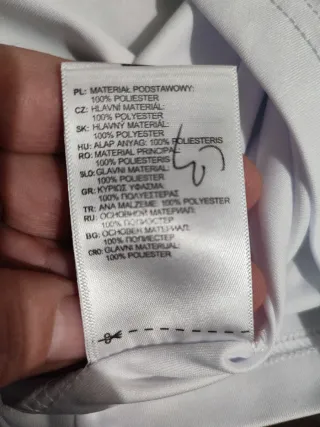 PL: MATERIAŁ PODSTAWOWY:
100% POLIESTER
CZ: HLAVNÍ MATERIÁL:
100% POLYESTER
SK: HLAVNÝ MATERIÁL:
100% POLYESTER
HU: ALAP ANYAG: 100% POLIESTERIS
RO: MATERIAL PRINCIPAL:
100% POLIESTERIS
SLO: GLAVNI MATERIAL:
100% POLIESTER
GR: ΚΥΡΙΩΣ ΥΦΑΣΜΑ:
100% ΠΟΛΥΕΣΤΕΡΑΣ
TR: ANA MALZEME: 100% POLYESTER
RU: ОСНОВНОЙ МАТЕРИАЛ:
100% ПОЛИЭСТЕР
BG: ОСНОВЕН МАТЕРИАЛ:
100% ПОЛИЕСТЕР
CRO: GLAVNI MATERIJAL:
100% POLIESTER